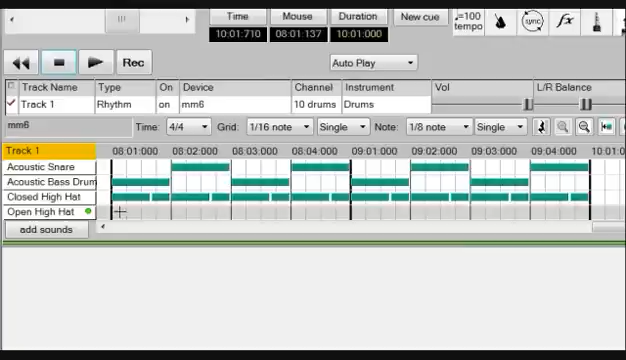 Time Mouse Duration New cue ♩=100 tempo sync fx
10:01:710 08:01:137 10:01:000
Rec Auto Play
Track Name Type On Device Channel Instrument Vol L/R Balance
Track 1 Rhythm on mm6 10 drums Drums
mm6 Time: 4/4 Grid: 1/16 note Single Note: 1/8 note Single
Track 1 08:01:000 08:02:000 08:03:000 08:04:000 09:01:000 09:02:000 09:03:000 09:04:000 10:01:0
Acoustic Snare
Acoustic Bass Drum
Closed High Hat
Open High Hat
add sounds